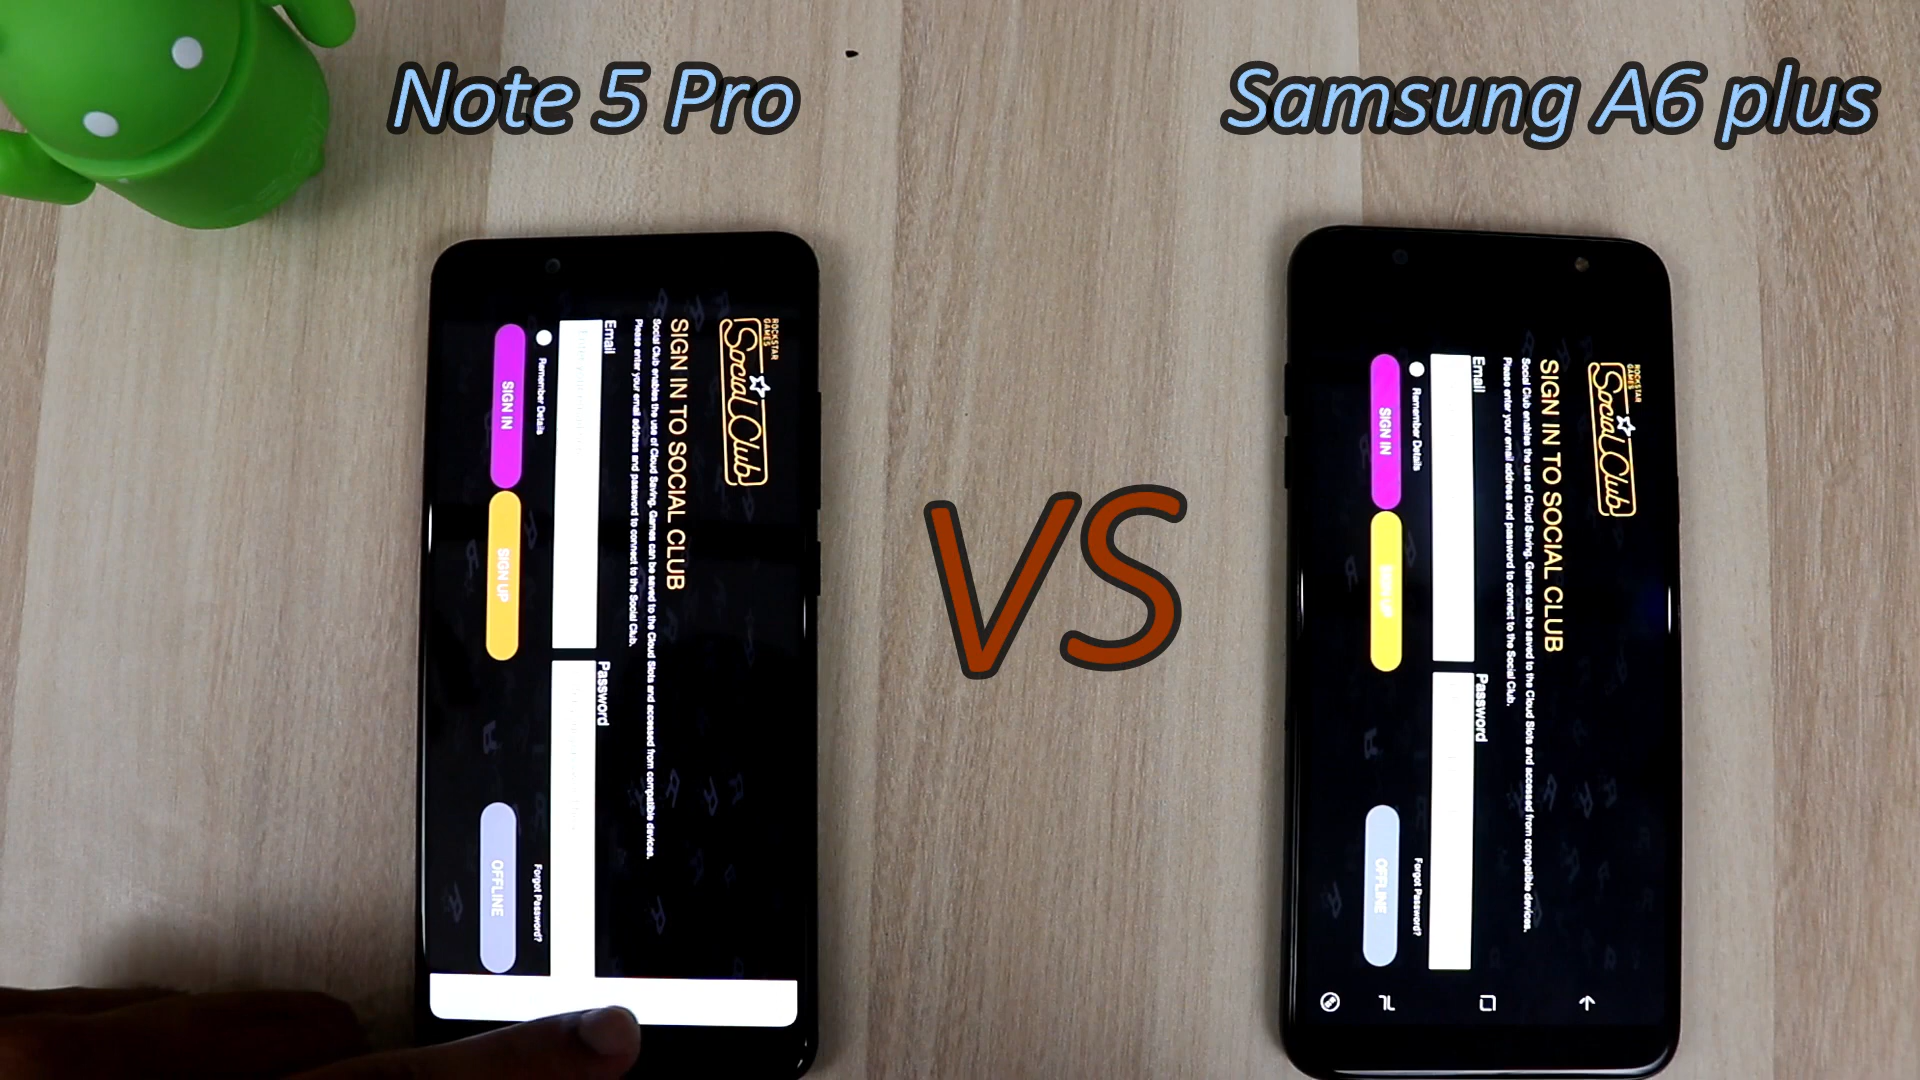 Note 5 Pro
Samsung A6 plus
VS
ROCKSTAR
GAMES
Social Club
SIGN IN TO SOCIAL CLUB
Social Club enables the use of Cloud Saving. Games can be saved to the Cloud Slots and accessed from compatible devices.
Please enter your email address and password to connect to the Social Club.
Email
Password
Remember Details
Forgot Password?
SIGN IN
SIGN UP
OFFLINE
ROCKSTAR
GAMES
Social Club
SIGN IN TO SOCIAL CLUB
Social Club enables the use of Cloud Saving. Games can be saved to the Cloud Slots and accessed from compatible devices.
Please enter your email address and password to connect to the Social Club.
Email
Password
Remember Details
Forgot Password?
SIGN IN
SIGN UP
OFFLINE